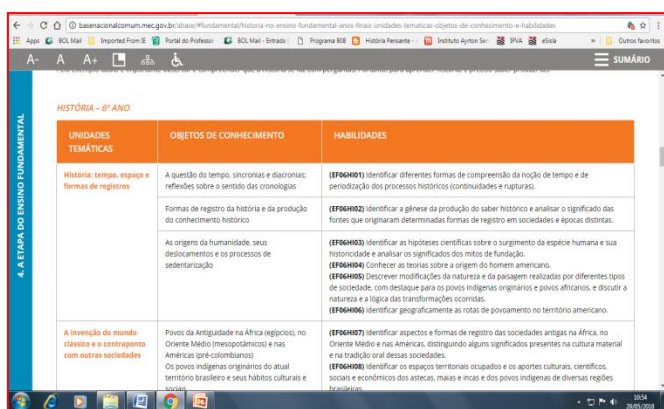 basenacionalcomum.mec.gov.br/abase/#fundamental/historia-no-ensino-fundamental-anos-finais-unidades-tematicas-objetos-de-conhecimento-e-habilidades
Apps BOL Mail Imported From IE Portal do Professor BOL Mail - Entrada Programa 808 História Pensante - Instituto Ayrton Sen IPVA eSisla » Outros favoritos
A- A A+ SUMÁRIO
HISTÓRIA – 6º ANO
UNIDADES TEMÁTICAS
OBJETOS DE CONHECIMENTO
HABILIDADES
História: tempo, espaço e
formas de registros
A questão do tempo, sincronias e diacronias:
reflexões sobre o sentido das cronologias
(EF06HI01) Identificar diferentes formas de compreensão da noção de tempo e de
periodização dos processos históricos (continuidades e rupturas).
Formas de registro da história e da produção
do conhecimento histórico
(EF06HI02) Identificar a gênese da produção do saber histórico e analisar o significado das
fontes que originaram determinadas formas de registro em sociedades e épocas distintas.
As origens da humanidade, seus
deslocamentos e os processos de
sedentarização
(EF06HI03) Identificar as hipóteses científicas sobre o surgimento da espécie humana e sua
historicidade e analisar os significados dos mitos de fundação.
(EF06HI04) Conhecer as teorias sobre a origem do homem americano.
(EF06HI05) Descrever modificações da natureza e da paisagem realizadas por diferentes tipos
de sociedade, com destaque para os povos indígenas originários e povos africanos, e discutir a
natureza e a lógica das transformações ocorridas.
(EF06HI06) Identificar geograficamente as rotas de povoamento no território americano.
A invenção do mundo
clássico e o contraponto
com outras sociedades
Povos da Antiguidade na África (egípcios), no
Oriente Médio (mesopotâmicos) e nas
Américas (pré-colombianos)
Os povos indígenas originários do atual
território brasileiro e seus hábitos culturais e
sociais
(EF06HI07) Identificar aspectos e formas de registro das sociedades antigas na África, no
Oriente Médio e nas Américas, distinguindo alguns significados presentes na cultura material
e na tradição oral dessas sociedades.
(EF06HI08) Identificar os espaços territoriais ocupados e os aportes culturais, científicos,
sociais e econômicos dos astecas, maias e incas e dos povos indígenas de diversas regiões
brasileiras.
4. A ETAPA DO ENSINO FUNDAMENTAL
10:54
29/05/2018